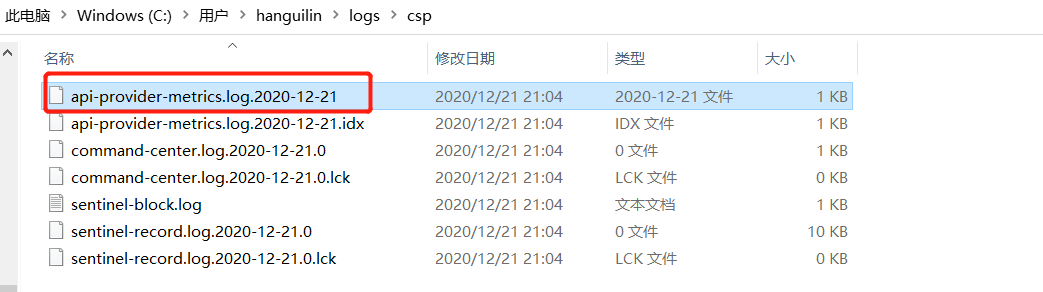 此电脑 > Windows (C:) > 用户 > hanguilin > logs > csp
名称 修改日期 类型 大小
api-provider-metrics.log.2020-12-21 2020/12/21 21:04 2020-12-21 文件 1 KB
api-provider-metrics.log.2020-12-21.idx 2020/12/21 21:04 IDX 文件 1 KB
command-center.log.2020-12-21.0 2020/12/21 21:04 0 文件 1 KB
command-center.log.2020-12-21.0.lck 2020/12/21 21:04 LCK 文件 0 KB
sentinel-block.log 2020/12/21 21:04 文本文档 1 KB
sentinel-record.log.2020-12-21.0 2020/12/21 21:04 0 文件 10 KB
sentinel-record.log.2020-12-21.0.lck 2020/12/21 21:04 LCK 文件 0 KB